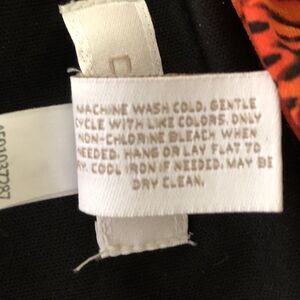 MACHINE WASH COLD, GENTLE
CYCLE WITH LIKE COLORS. ONLY
NON-CHLORINE BLEACH WHEN
NEEDED. HANG OR LAY FLAT TO
DRY. COOL IRON IF NEEDED. MAY BE
DRY CLEAN.